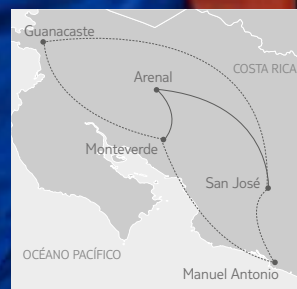 Guanacaste
Arenal
COSTA RICA
Monteverde
San José
OCÉANO PACÍFICO
Manuel Antonio